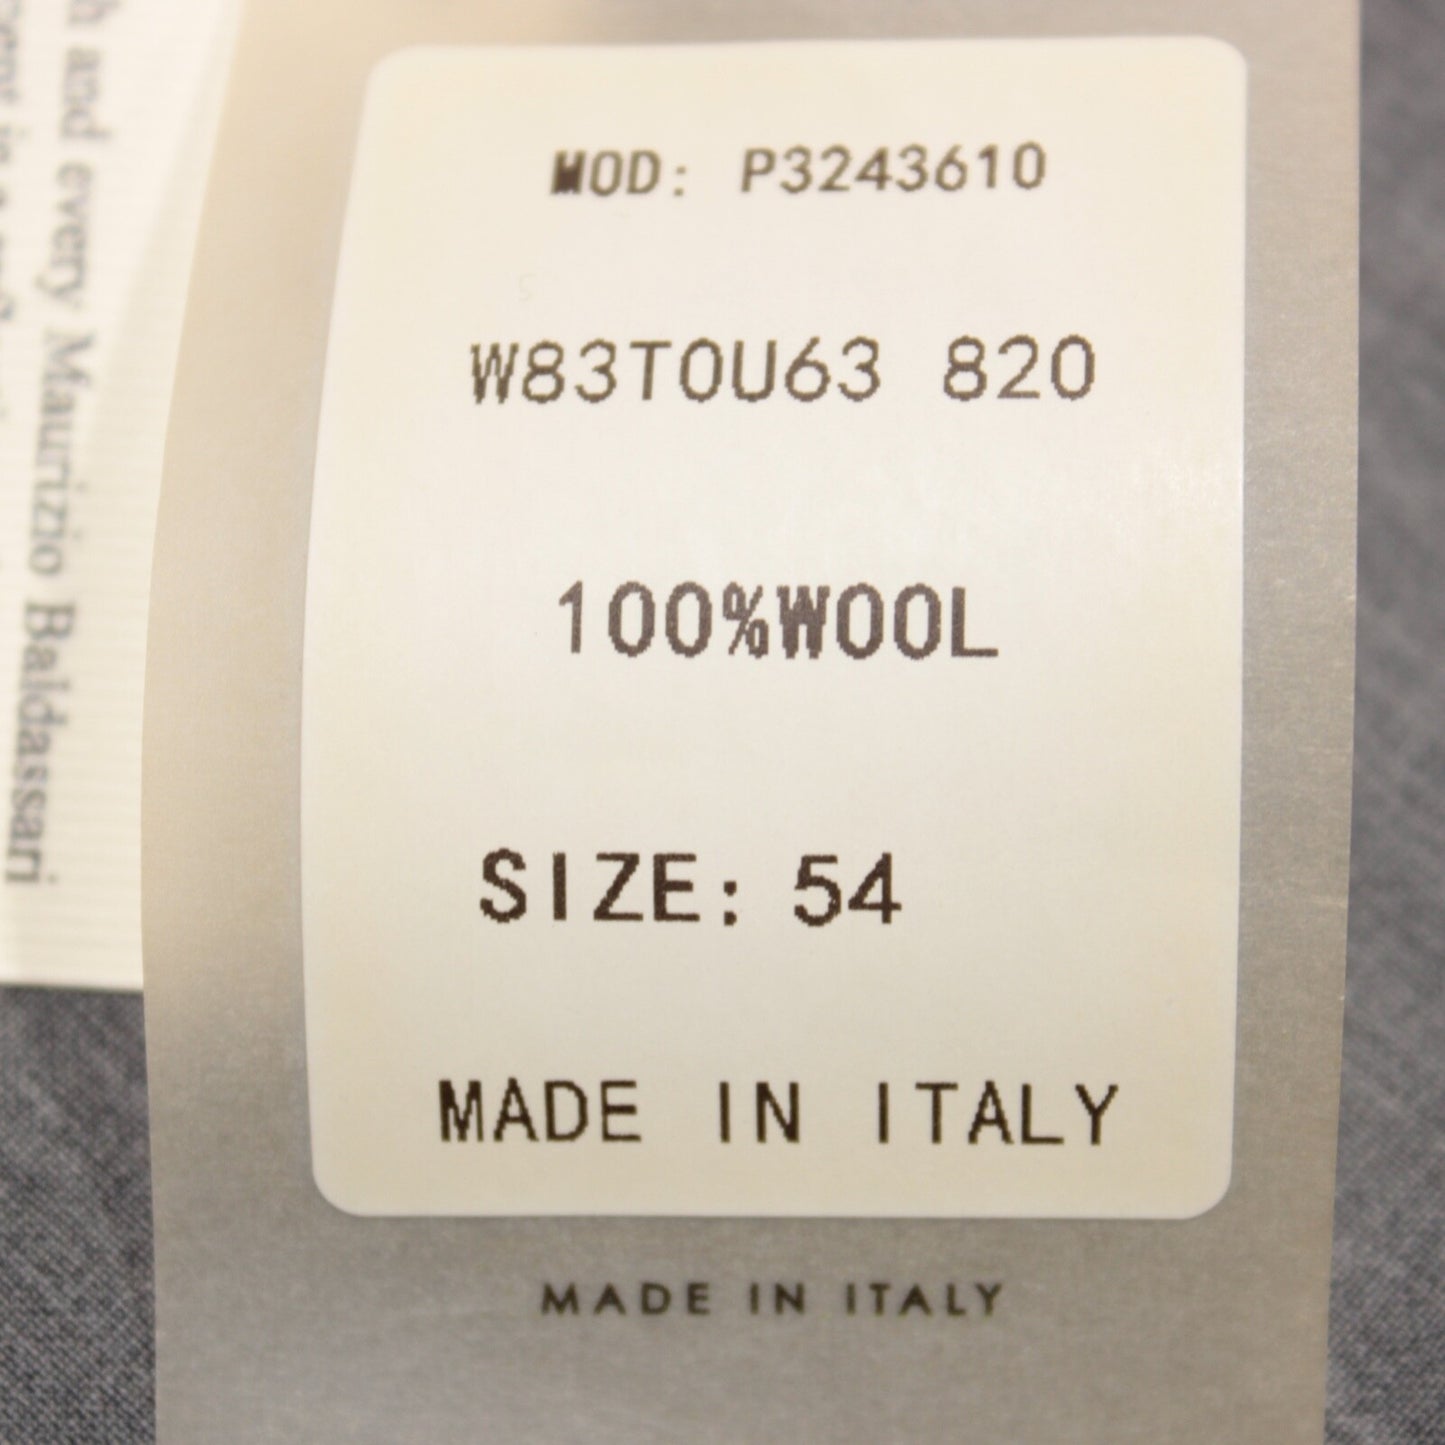 MOD: P3243610
W83TOU63 820
100%WOOL
SIZE: 54
MADE IN ITALY
MADE IN ITALY
and every Maurizio Baldassari